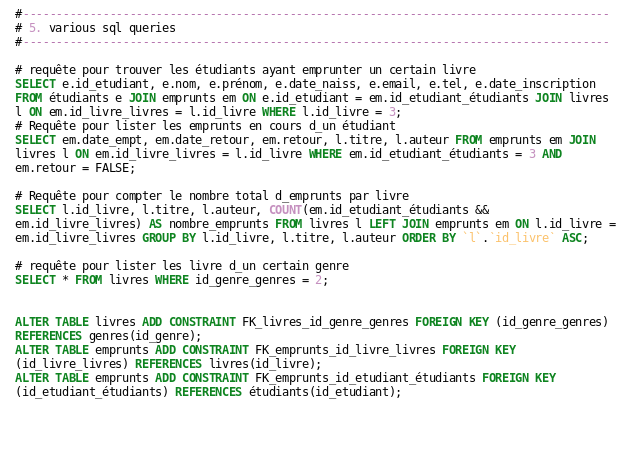 #----------------------------------------------------------------------------------------
# 5. various sql queries
#----------------------------------------------------------------------------------------
# requête pour trouver les étudiants ayant emprunter un certain livre
SELECT e.id_etudiant, e.nom, e.prénom, e.date_naiss, e.email, e.tel, e.date_inscription
FROM étudiants e JOIN emprunts em ON e.id_etudiant = em.id_etudiant_étudiants JOIN livres
l ON em.id_livre_livres = l.id_livre WHERE l.id_livre = 3;
# Requête pour lister les emprunts en cours d_un étudiant
SELECT em.date_empt, em.date_retour, em.retour, l.titre, l.auteur FROM emprunts em JOIN
livres l ON em.id_livre_livres = l.id_livre WHERE em.id_etudiant_étudiants = 3 AND
em.retour = FALSE;
# Requête pour compter le nombre total d_emprunts par livre
SELECT l.id_livre, l.titre, l.auteur, COUNT(em.id_etudiant_étudiants &&
em.id_livre_livres) AS nombre_emprunts FROM livres l LEFT JOIN emprunts em ON l.id_livre =
em.id_livre_livres GROUP BY l.id_livre, l.titre, l.auteur ORDER BY `l`.`id_livre` ASC;
# requête pour lister les livre d_un certain genre
SELECT * FROM livres WHERE id_genre_genres = 2;
ALTER TABLE livres ADD CONSTRAINT FK_livres_id_genre_genres FOREIGN KEY (id_genre_genres)
REFERENCES genres(id_genre);
ALTER TABLE emprunts ADD CONSTRAINT FK_emprunts_id_livre_livres FOREIGN KEY
(id_livre_livres) REFERENCES livres(id_livre);
ALTER TABLE emprunts ADD CONSTRAINT FK_emprunts_id_etudiant_étudiants FOREIGN KEY
(id_etudiant_étudiants) REFERENCES étudiants(id_etudiant);